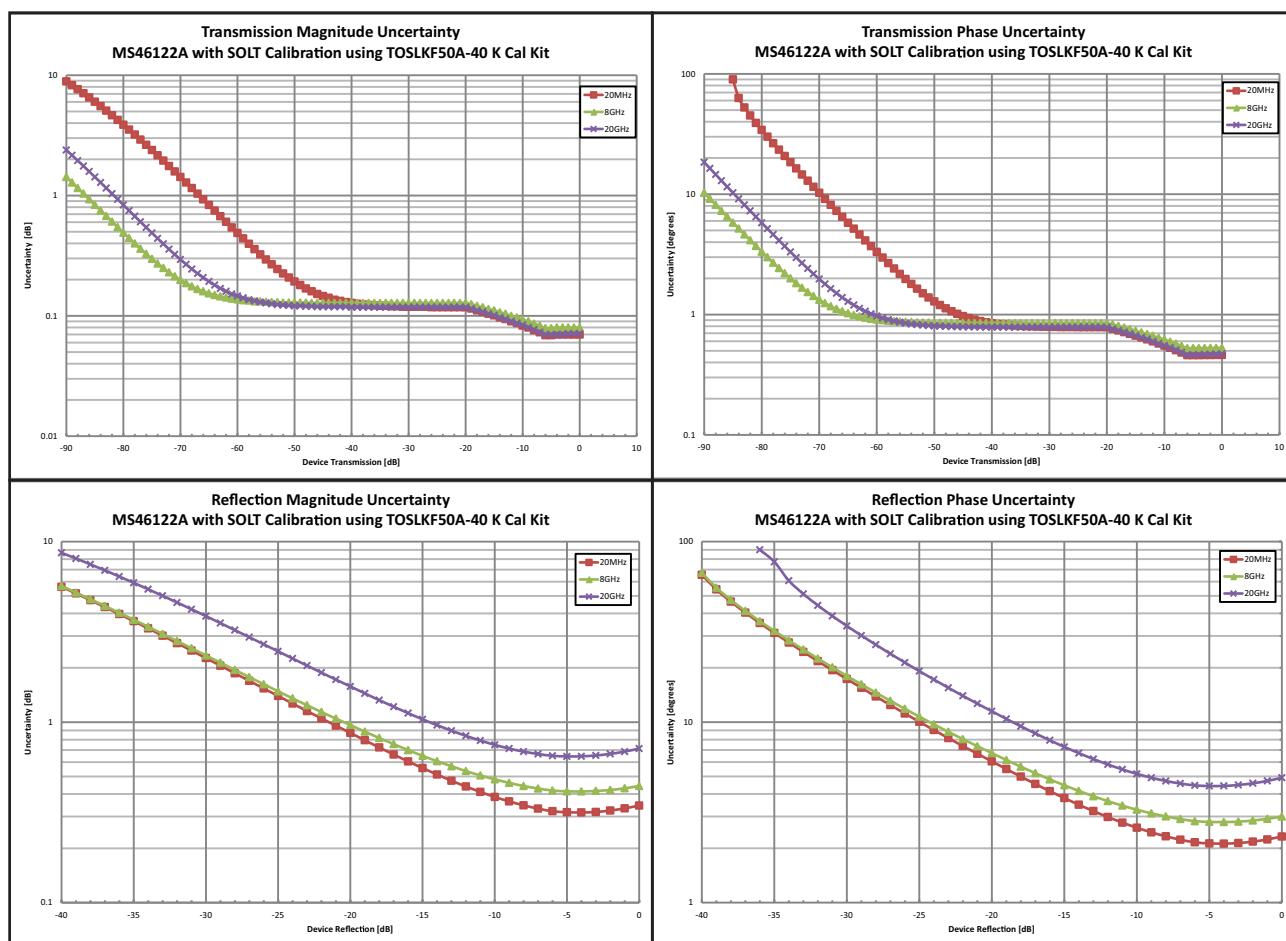 Transmission Magnitude Uncertainty
MS46122A with SOLT Calibration using TOSLKF50A-40 K Cal Kit
10
1
0.1
0.01
Uncertainty [dB]
20MHz
8GHz
20GHz
-90 -80 -70 -60 -50 -40 -30 -20 -10 0 10
Device Transmission [dB]
Transmission Phase Uncertainty
MS46122A with SOLT Calibration using TOSLKF50A-40 K Cal Kit
100
10
1
0.1
Uncertainty [degrees]
20MHz
8GHz
20GHz
-90 -80 -70 -60 -50 -40 -30 -20 -10 0 10
Device Transmission [dB]
Reflection Magnitude Uncertainty
MS46122A with SOLT Calibration using TOSLKF50A-40 K Cal Kit
10
1
0.1
Uncertainty [dB]
20MHz
8GHz
20GHz
-40 -35 -30 -25 -20 -15 -10 -5 0
Device Reflection [dB]
Reflection Phase Uncertainty
MS46122A with SOLT Calibration using TOSLKF50A-40 K Cal Kit
100
10
1
Uncertainty [degrees]
20MHz
8GHz
20GHz
-40 -35 -30 -25 -20 -15 -10 -5 0
Device Reflection [dB]